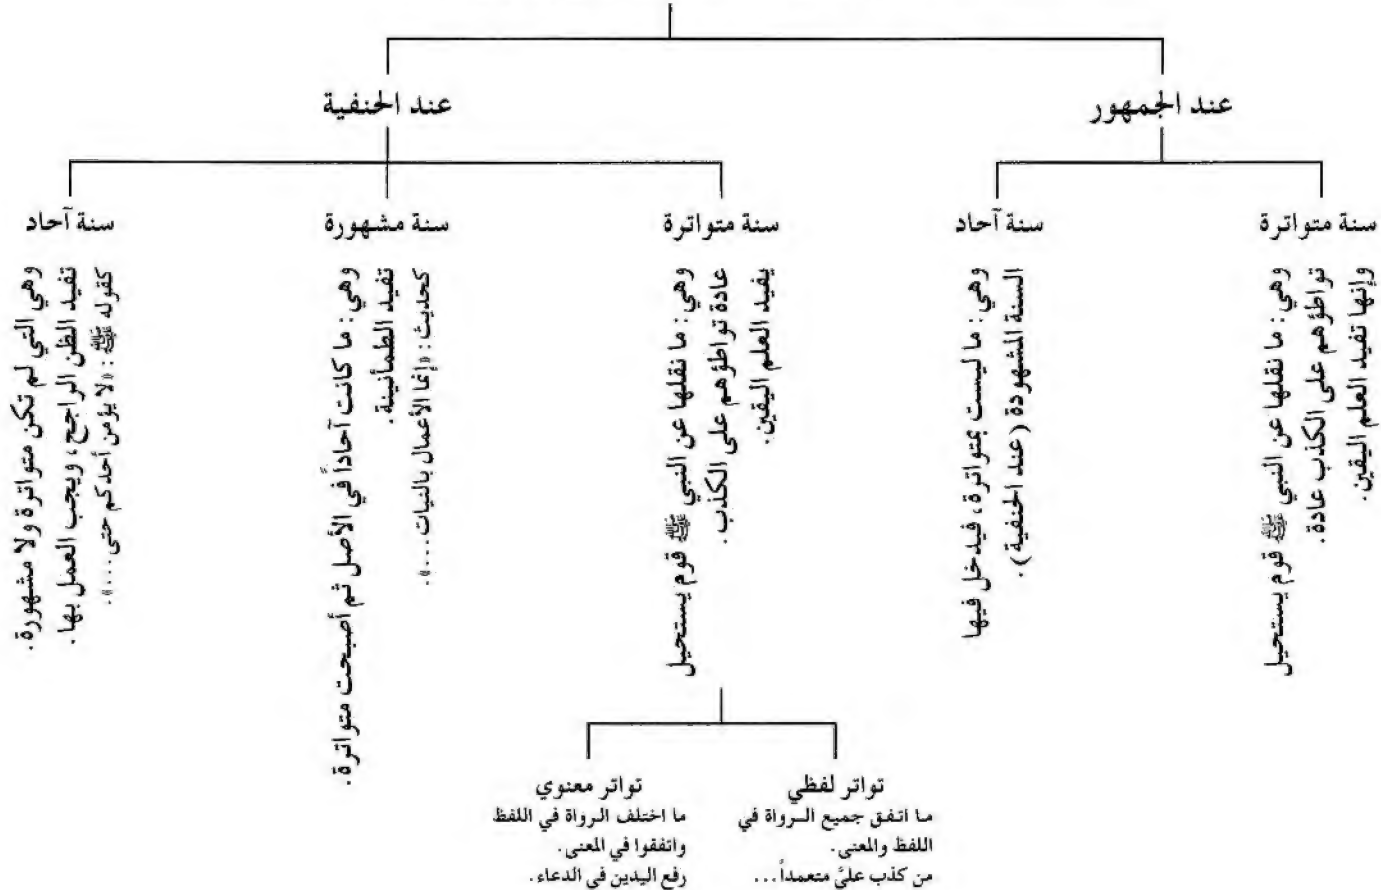 عند الجمهور
عند الحنفية
سنة متواترة
سنة آحاد
سنة متواترة
سنة مشهورة
سنة آحاد
وهي : ما نقلها عن النبي ﷺ قوم يستحيل
تواطؤهم على الكذب عادة.
وإنها تفيد العلم اليقين.
وهي : ما ليست بمتواترة، فيدخل فيها
السنة المشهودة (عند الحنفية).
وهي : ما نقلها عن النبي ﷺ قوم يستحيل
عادة تواطؤهم على الكذب.
يفيد العلم اليقين.
وهي : ما كانت آحاداً في الأصل ثم أصبحت متواترة.
تفيد الطمأنينة.
كحديث : «إنما الأعمال بالنيات...».
وهي التي لم تكن متواترة ولا مشهورة.
تفيد الظن الراجح، ويجب العمل بها.
كقوله ﷺ : «لا يؤمن أحدكم حتى...».
تواتر لفظي
ما اتفق جميع الرواة في
اللفظ والمعنى.
من كذب عليَّ متعمداً...
تواتر معنوي
ما اختلف الرواة في اللفظ
واتفقوا في المعنى.
رفع اليدين في الدعاء.